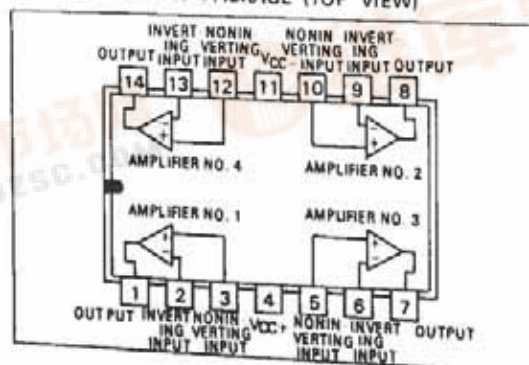 (TOP VIEW)
INVERT NONIN NONIN INVERT
ING VERTING VERTING ING
OUTPUT INPUT INPUT VCC- INPUT INPUT OUTPUT
14 13 12 11 10 9 8
- + + -
AMPLIFIER NO. 4 AMPLIFIER NO. 2
AMPLIFIER NO. 1 AMPLIFIER NO. 3
+ - + -
1 2 3 4 5 6 7
OUTPUT INVERT NONIN VCC+ NONIN INVERT OUTPUT
ING VERTING VERTING ING
INPUT INPUT INPUT INPUT